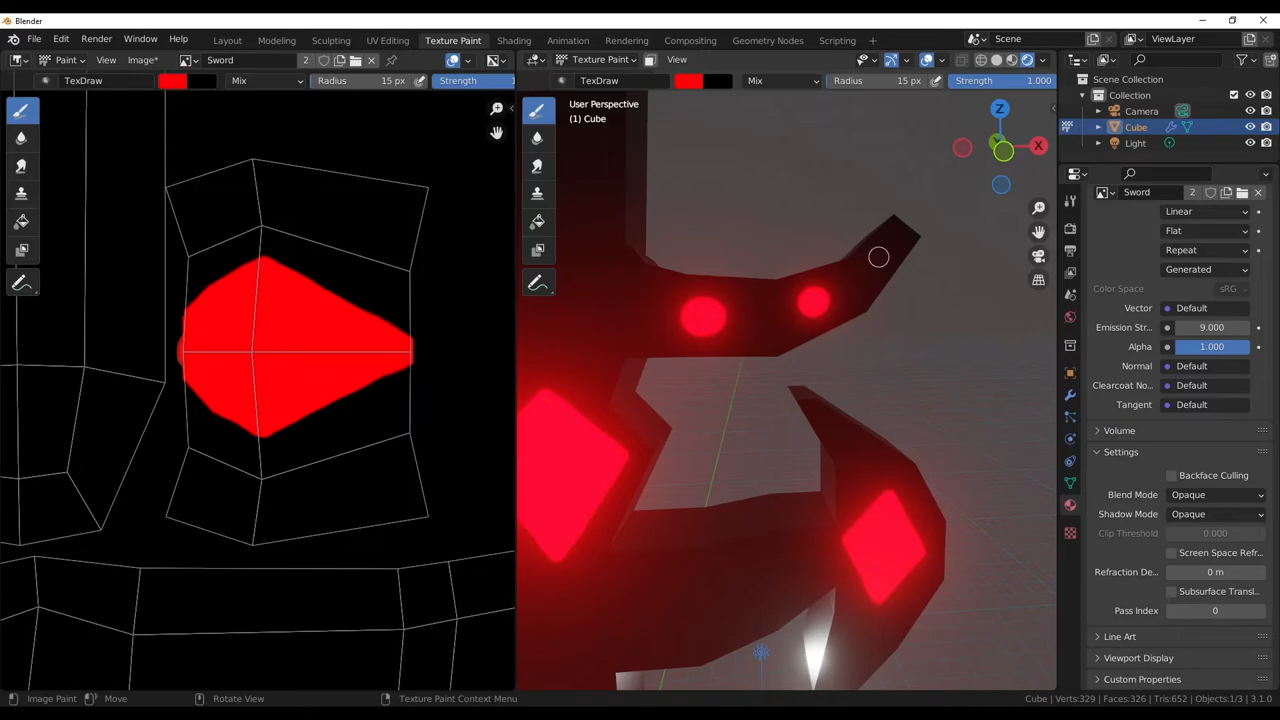 Blender
File Edit Render Window Help Layout Modeling Sculpting UV Editing Texture Paint Shading Animation Rendering Compositing Geometry Nodes Scripting Scene ViewLayer
Paint View Image* Sword 2 Texture Paint View
TexDraw Mix Radius 15 px Strength 1 TexDraw Mix Radius 15 px Strength 1.000
Scene Collection
Collection
Camera
Cube
Light
User Perspective
(1) Cube
Z
X
Sword 2
Linear
Flat
Repeat
Generated
Color Space sRG
Vector Default
Emission Str... 9.000
Alpha 1.000
Normal Default
Clearcoat No... Default
Tangent Default
Volume
Settings
Backface Culling
Blend Mode Opaque
Shadow Mode Opaque
Clip Threshold 0.000
Screen Space Refr...
Refraction De... 0 m
Subsurface Transl...
Pass Index 0
Line Art
Viewport Display
Custom Properties
Image Paint Move Rotate View Texture Paint Context Menu Cube | Verts:329 | Faces:326 | Tris:652 | Objects:1/3 | 3.1.0